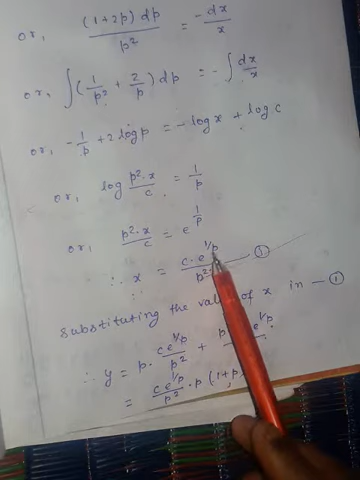 or, (1+2p) dp / p² = - dx/x
or, ∫(1/p² + 2/p) dp = - ∫ dx/x
or, - 1/p + 2 log p = - log x + log c
or, log p²·x/c = 1/p
or, p²·x/c = e^(1/p)
∴ x = c·e^(1/p) / p² — ③
substituting the value of x in — ①
∴ y = p · c e^(1/p) / p² + p e^(1/p)
= c e^(1/p) / p² · p (1+p